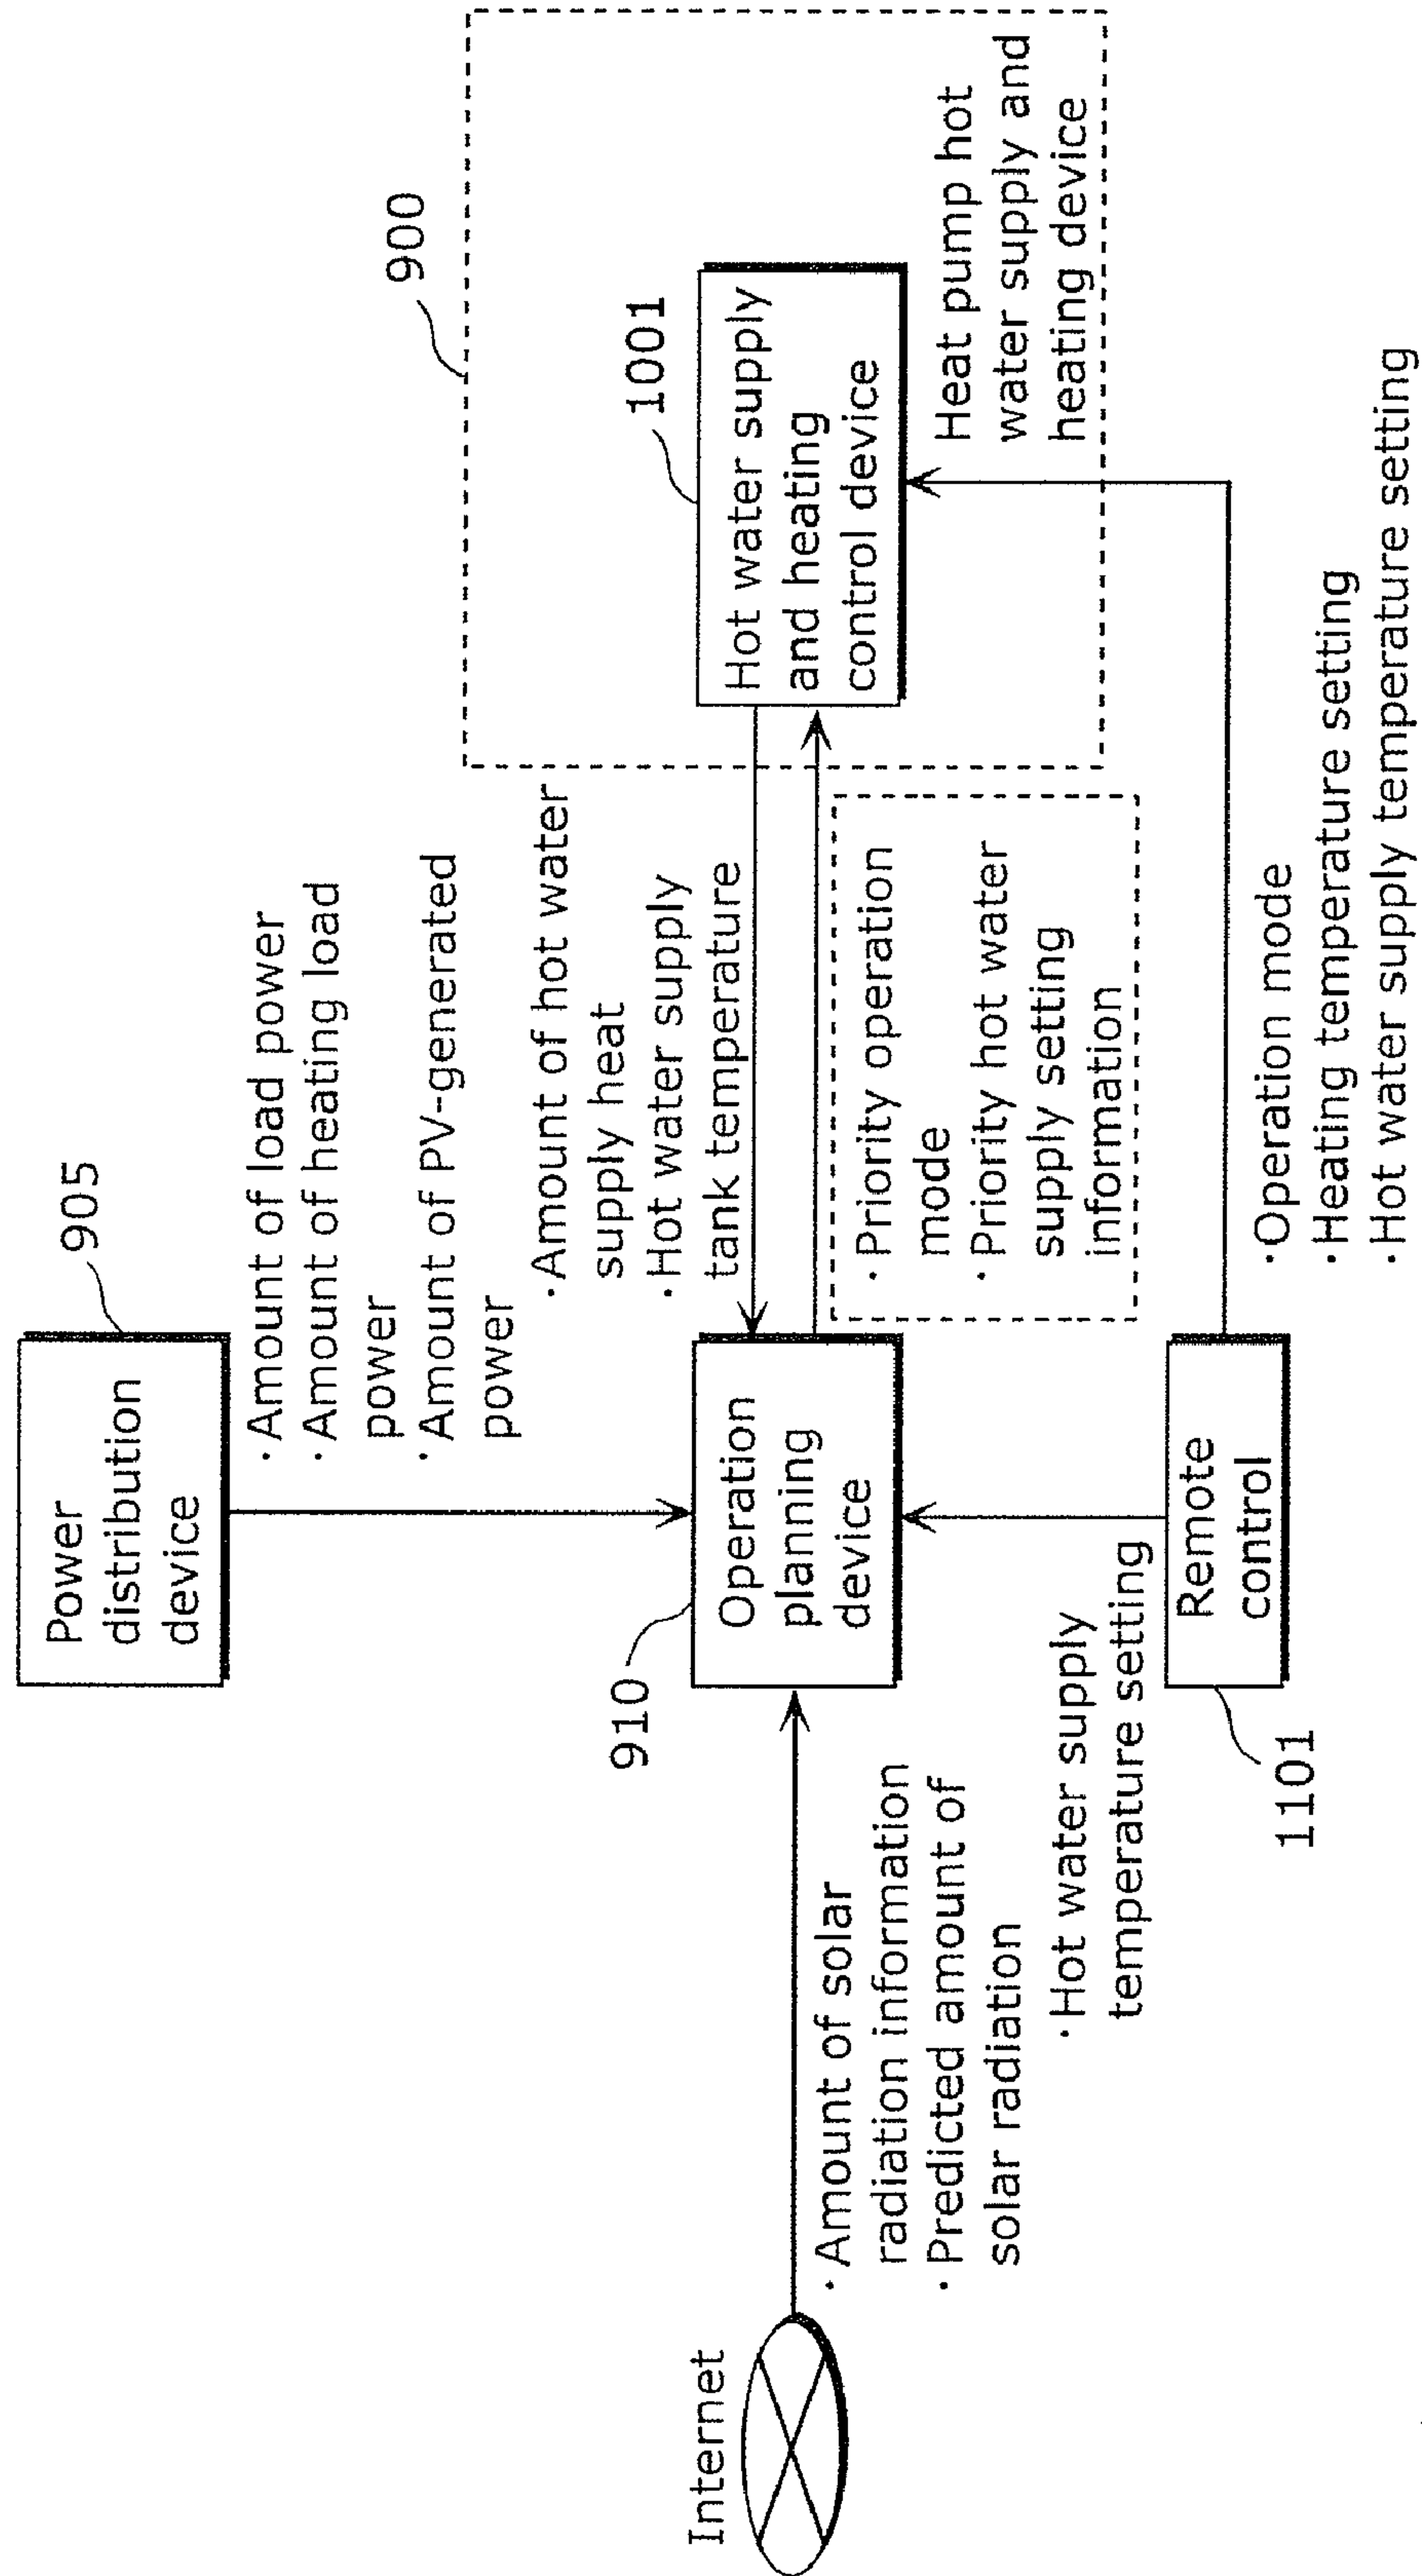 Power
distribution
device
905
· Amount of load power
· Amount of heating load
power
· Amount of PV-generated
power
900
Internet
· Amount of solar
radiation information
· Predicted amount of
solar radiation
910
Operation
planning
device
· Amount of hot water
supply heat
· Hot water supply
tank temperature
· Priority operation
mode
· Priority hot water
supply setting
information
1001
Hot water supply
and heating
control device
Heat pump hot
water supply and
heating device
· Hot water supply
temperature setting
1101
Remote
control
· Operation mode
· Heating temperature setting
· Hot water supply temperature setting